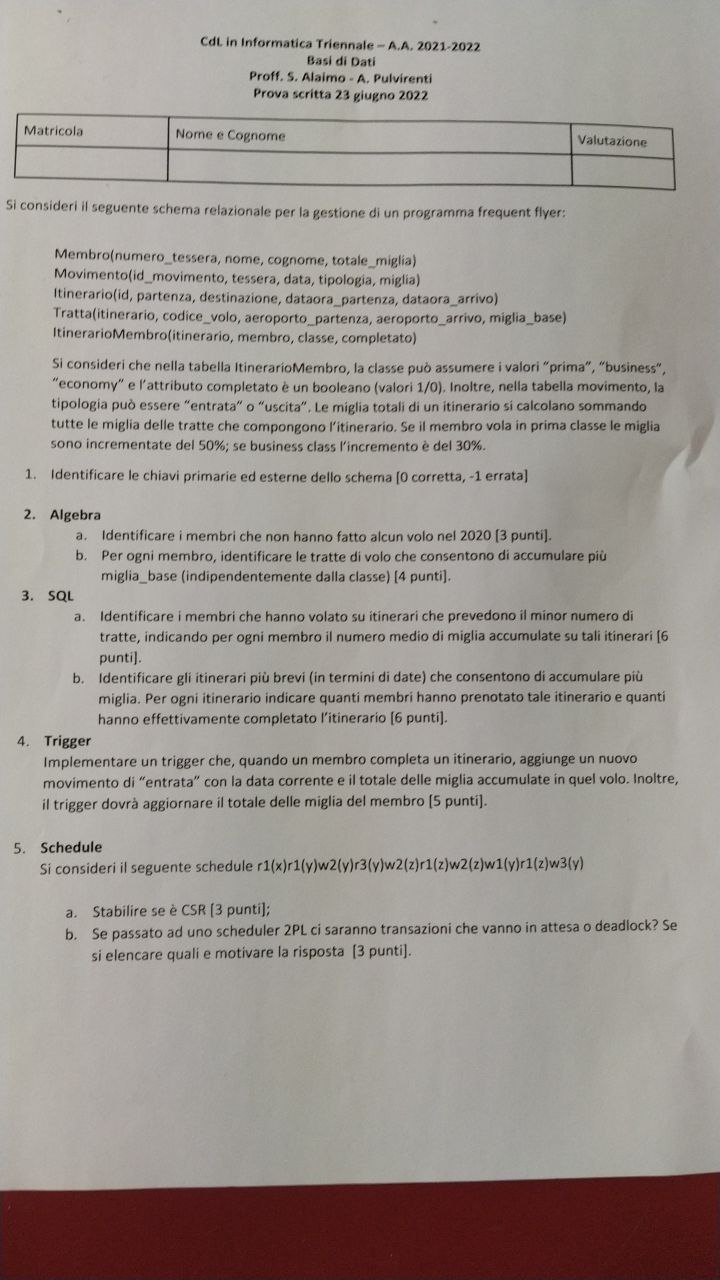 CdL in Informatica Triennale – A.A. 2021-2022
Basi di Dati
Proff. S. Alaimo - A. Pulvirenti
Prova scritta 23 giugno 2022
Matricola Nome e Cognome Valutazione
Si consideri il seguente schema relazionale per la gestione di un programma frequent flyer:
Membro(numero_tessera, nome, cognome, totale_miglia)
Movimento(id_movimento, tessera, data, tipologia, miglia)
Itinerario(id, partenza, destinazione, dataora_partenza, dataora_arrivo)
Tratta(itinerario, codice_volo, aeroporto_partenza, aeroporto_arrivo, miglia_base)
ItinerarioMembro(itinerario, membro, classe, completato)
Si consideri che nella tabella ItinerarioMembro, la classe può assumere i valori “prima”, “business”,
“economy” e l’attributo completato è un booleano (valori 1/0). Inoltre, nella tabella movimento, la
tipologia può essere “entrata” o “uscita”. Le miglia totali di un itinerario si calcolano sommando
tutte le miglia delle tratte che compongono l’itinerario. Se il membro vola in prima classe le miglia
sono incrementate del 50%; se business class l’incremento è del 30%.
1. Identificare le chiavi primarie ed esterne dello schema [0 corretta, -1 errata]
2. Algebra
a. Identificare i membri che non hanno fatto alcun volo nel 2020 [3 punti].
b. Per ogni membro, identificare le tratte di volo che consentono di accumulare più
miglia_base (indipendentemente dalla classe) [4 punti].
3. SQL
a. Identificare i membri che hanno volato su itinerari che prevedono il minor numero di
tratte, indicando per ogni membro il numero medio di miglia accumulate su tali itinerari [6
punti].
b. Identificare gli itinerari più brevi (in termini di date) che consentono di accumulare più
miglia. Per ogni itinerario indicare quanti membri hanno prenotato tale itinerario e quanti
hanno effettivamente completato l’itinerario [6 punti].
4. Trigger
Implementare un trigger che, quando un membro completa un itinerario, aggiunge un nuovo
movimento di “entrata” con la data corrente e il totale delle miglia accumulate in quel volo. Inoltre,
il trigger dovrà aggiornare il totale delle miglia del membro [5 punti].
5. Schedule
Si consideri il seguente schedule r1(x)r1(y)w2(y)r3(y)w2(z)r1(z)w2(z)w1(y)r1(z)w3(y)
a. Stabilire se è CSR [3 punti];
b. Se passato ad uno scheduler 2PL ci saranno transazioni che vanno in attesa o deadlock? Se
si elencare quali e motivare la risposta [3 punti].